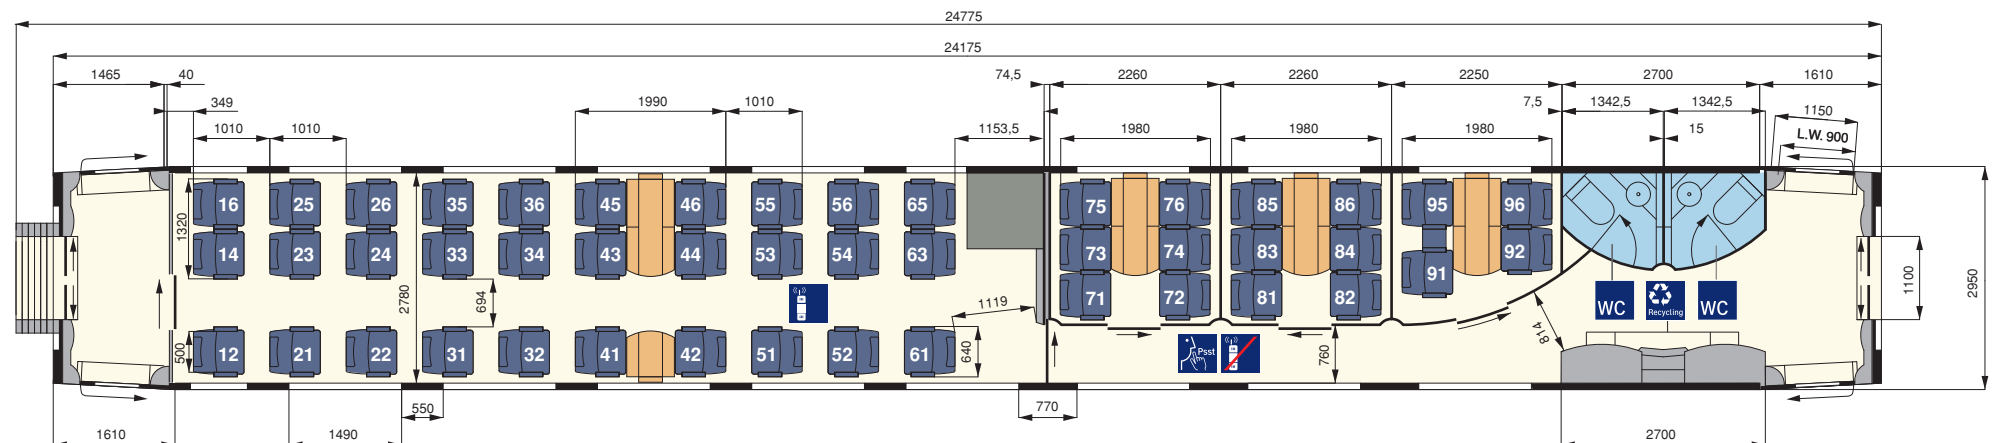 24775
24175
1465 40 74,5 2260 2260 2250 2700 1610
349 1990 1010 7,5 1342,5 1342,5 1150
1010 1010 1153,5 1980 1980 1980 15 L.W. 900
16 25 26 35 36 45 46 55 56 65 75 76 85 86 95 96
1320
14 23 24 33 34 43 44 53 54 63 73 74 83 84 91 92
2780 694 1119 71 72 81 82 1100 2950
WC Recycling WC
500 12 21 22 31 32 41 42 51 52 61 640 Psst 760 814
550 770
1610 1490 2700